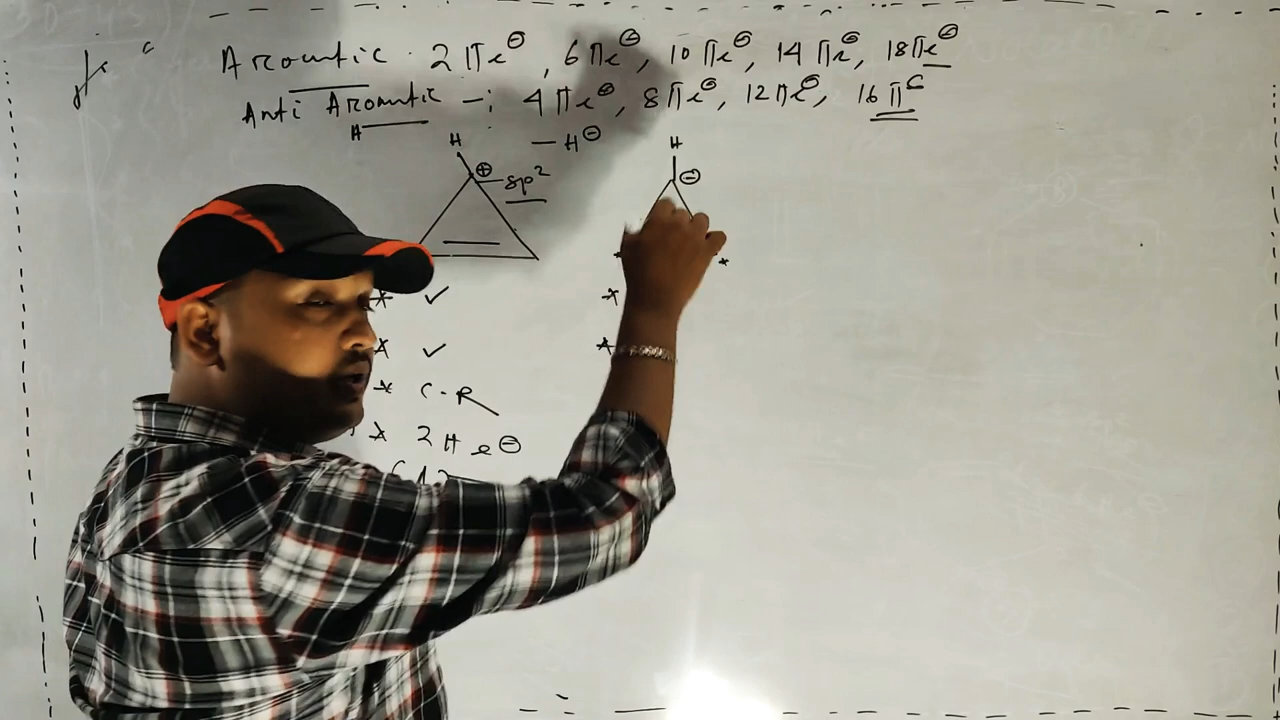 Aromatic 2πe⊖, 6πe⊖, 10πe⊖, 14πe⊖, 18πe⊖
Anti Aromatic -: 4πe⊖, 8πe⊖, 12πe⊖, 16πe
H
H
-H⊖
H
⊕ sp²
⊖
* ✓
*
* ✓
*
* C-R
* 2πe⊖